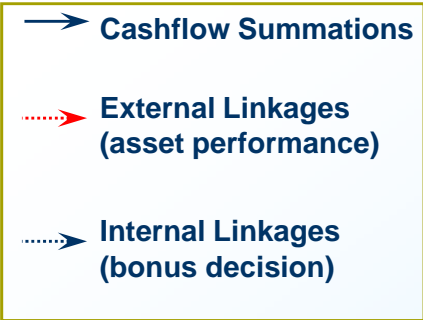 Cashflow Summations
External Linkages
(asset performance)
Internal Linkages
(bonus decision)